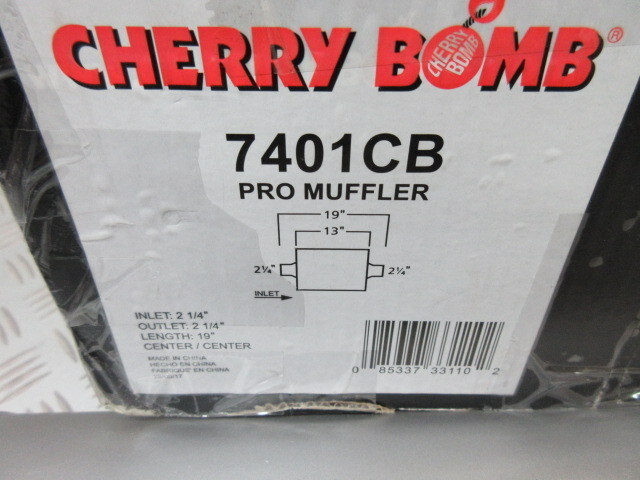 CHERRY BOMB®
CHERRY BOMB
7401CB
PRO MUFFLER
19"
13"
2¼"
2¼"
INLET
INLET: 2 1/4"
OUTLET: 2 1/4"
LENGTH: 19"
CENTER / CENTER
MADE IN CHINA
HECHO EN CHINA
FABRIQUE EN CHINA
0 85337 33110 2